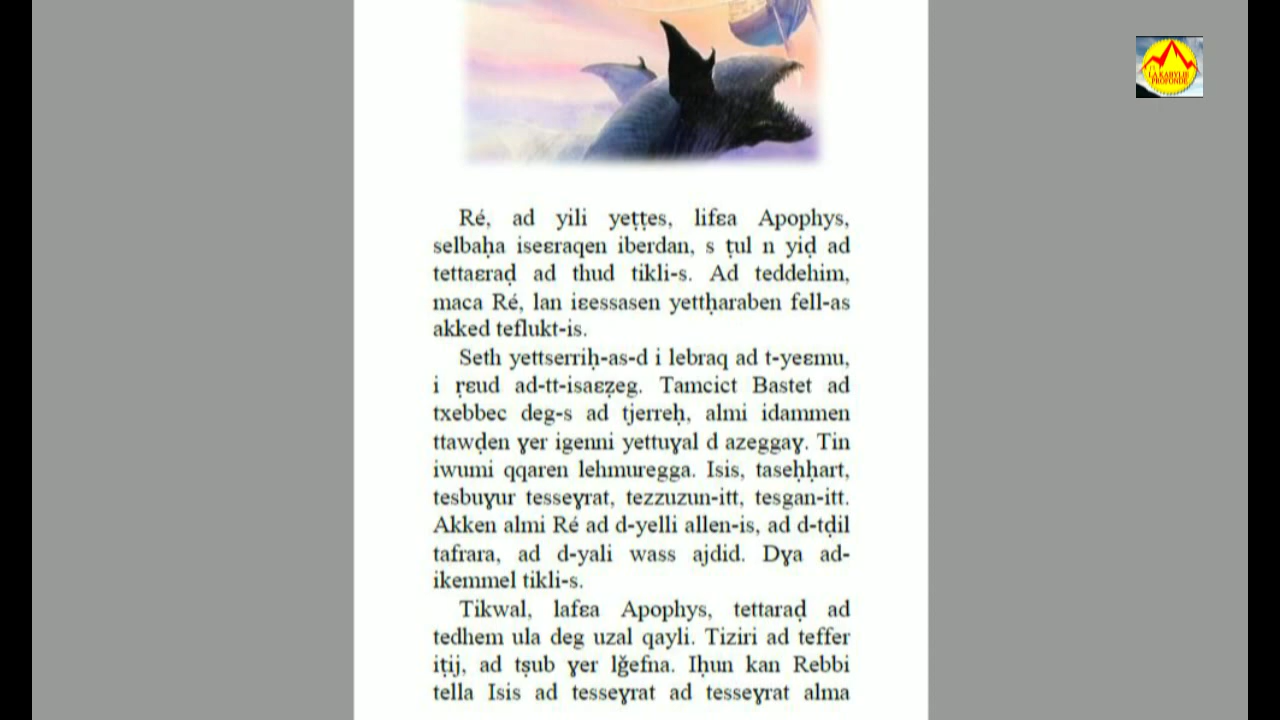 LA KABYLIE
PROFONDE
Ré, ad yili yeṭṭes, lifɛa Apophys,
selbaḥa iseɛraqen iberdan, s ṭul n yiḍ ad
tettaɛraḍ ad thud tikli-s. Ad teddehim,
maca Ré, lan iɛessasen yettḥaraben fell-as
akked teflukt-is.
Seth yettserriḥ-as-d i lebraq ad t-yeɛmu,
i ṛɛud ad-tt-isaɛẓeg. Tamcict Bastet ad
txebbec deg-s ad tjerreḥ, almi idammen
ttawḍen ɣer igenni yettuɣal d azeggaɣ. Tin
iwumi qqaren lehmuregga. Isis, taseḥḥart,
tesbuɣur tesseɣrat, tezzuzun-itt, tesgan-itt.
Akken almi Ré ad d-yelli allen-is, ad d-tḍil
tafrara, ad d-yali wass ajdid. Dɣa ad-
ikemmel tikli-s.
Tikwal, lafɛa Apophys, tettaraḍ ad
tedhem ula deg uzal qayli. Tiziri ad teffer
iṭij, ad tṣub ɣer lǧefna. Iḥun kan Rebbi
tella Isis ad tesseɣrat ad tesseɣrat alma